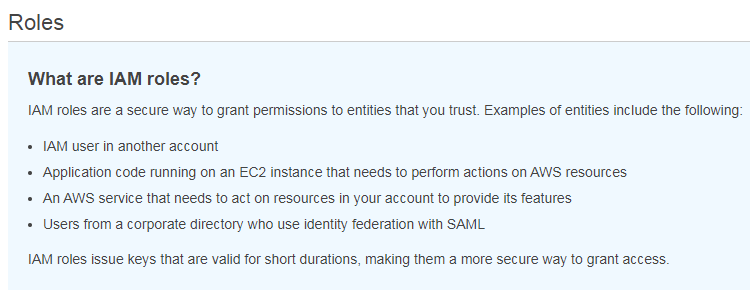 Roles
What are IAM roles?
IAM roles are a secure way to grant permissions to entities that you trust. Examples of entities include the following:
• IAM user in another account
• Application code running on an EC2 instance that needs to perform actions on AWS resources
• An AWS service that needs to act on resources in your account to provide its features
• Users from a corporate directory who use identity federation with SAML
IAM roles issue keys that are valid for short durations, making them a more secure way to grant access.